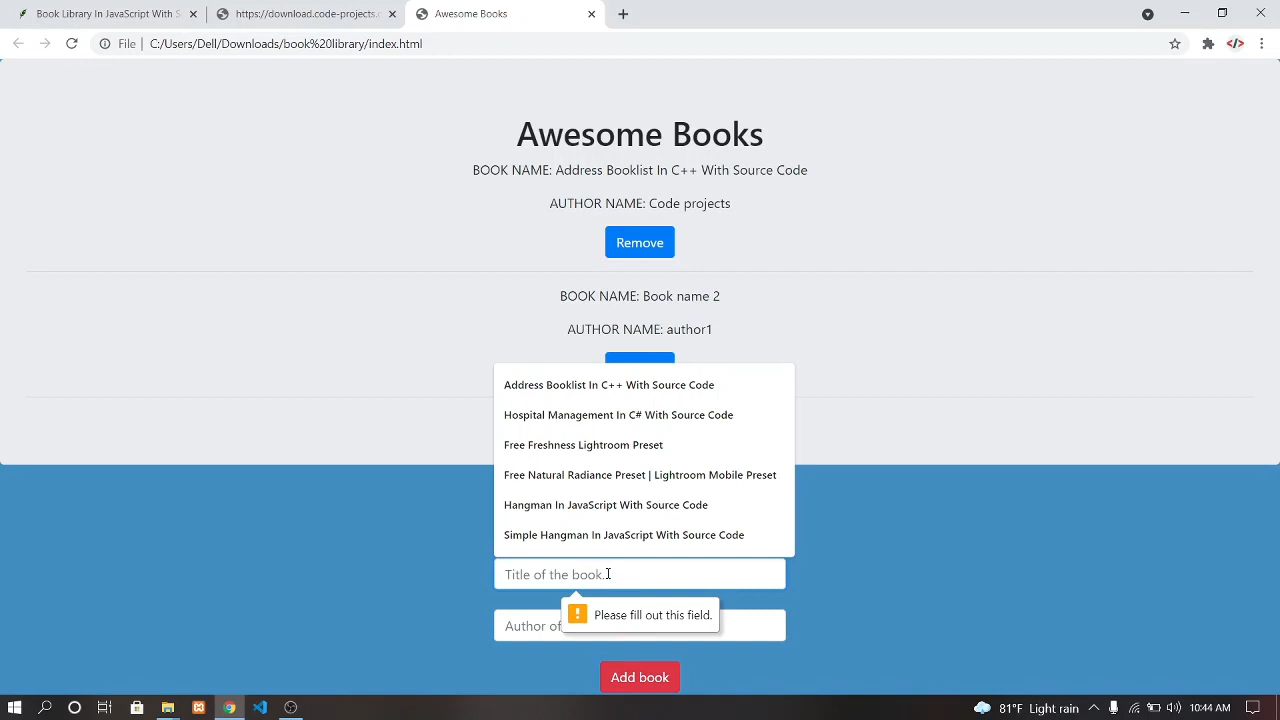 Book Library In JavaScript With S
https://download.code-projects.
Awesome Books
File
C:/Users/Dell/Downloads/book%20library/index.html
Awesome Books
BOOK NAME: Address Booklist In C++ With Source Code
AUTHOR NAME: Code projects
Remove
BOOK NAME: Book name 2
AUTHOR NAME: author1
Address Booklist In C++ With Source Code
Hospital Management In C# With Source Code
Free Freshness Lightroom Preset
Free Natural Radiance Preset | Lightroom Mobile Preset
Hangman In JavaScript With Source Code
Simple Hangman In JavaScript With Source Code
Title of the book.
Please fill out this field.
Author of
Add book
81°F Light rain
10:44 AM